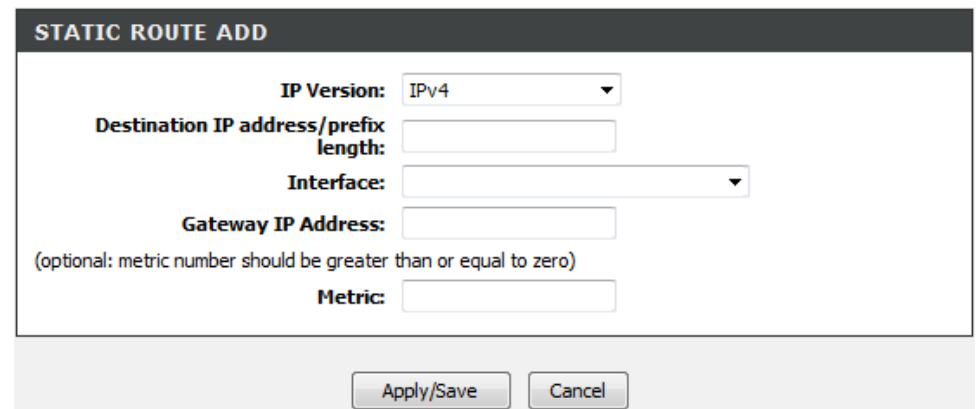 STATIC ROUTE ADD
IP Version: IPv4
Destination IP address/prefix
length:
Interface:
Gateway IP Address:
(optional: metric number should be greater than or equal to zero)
Metric:
Apply/Save Cancel